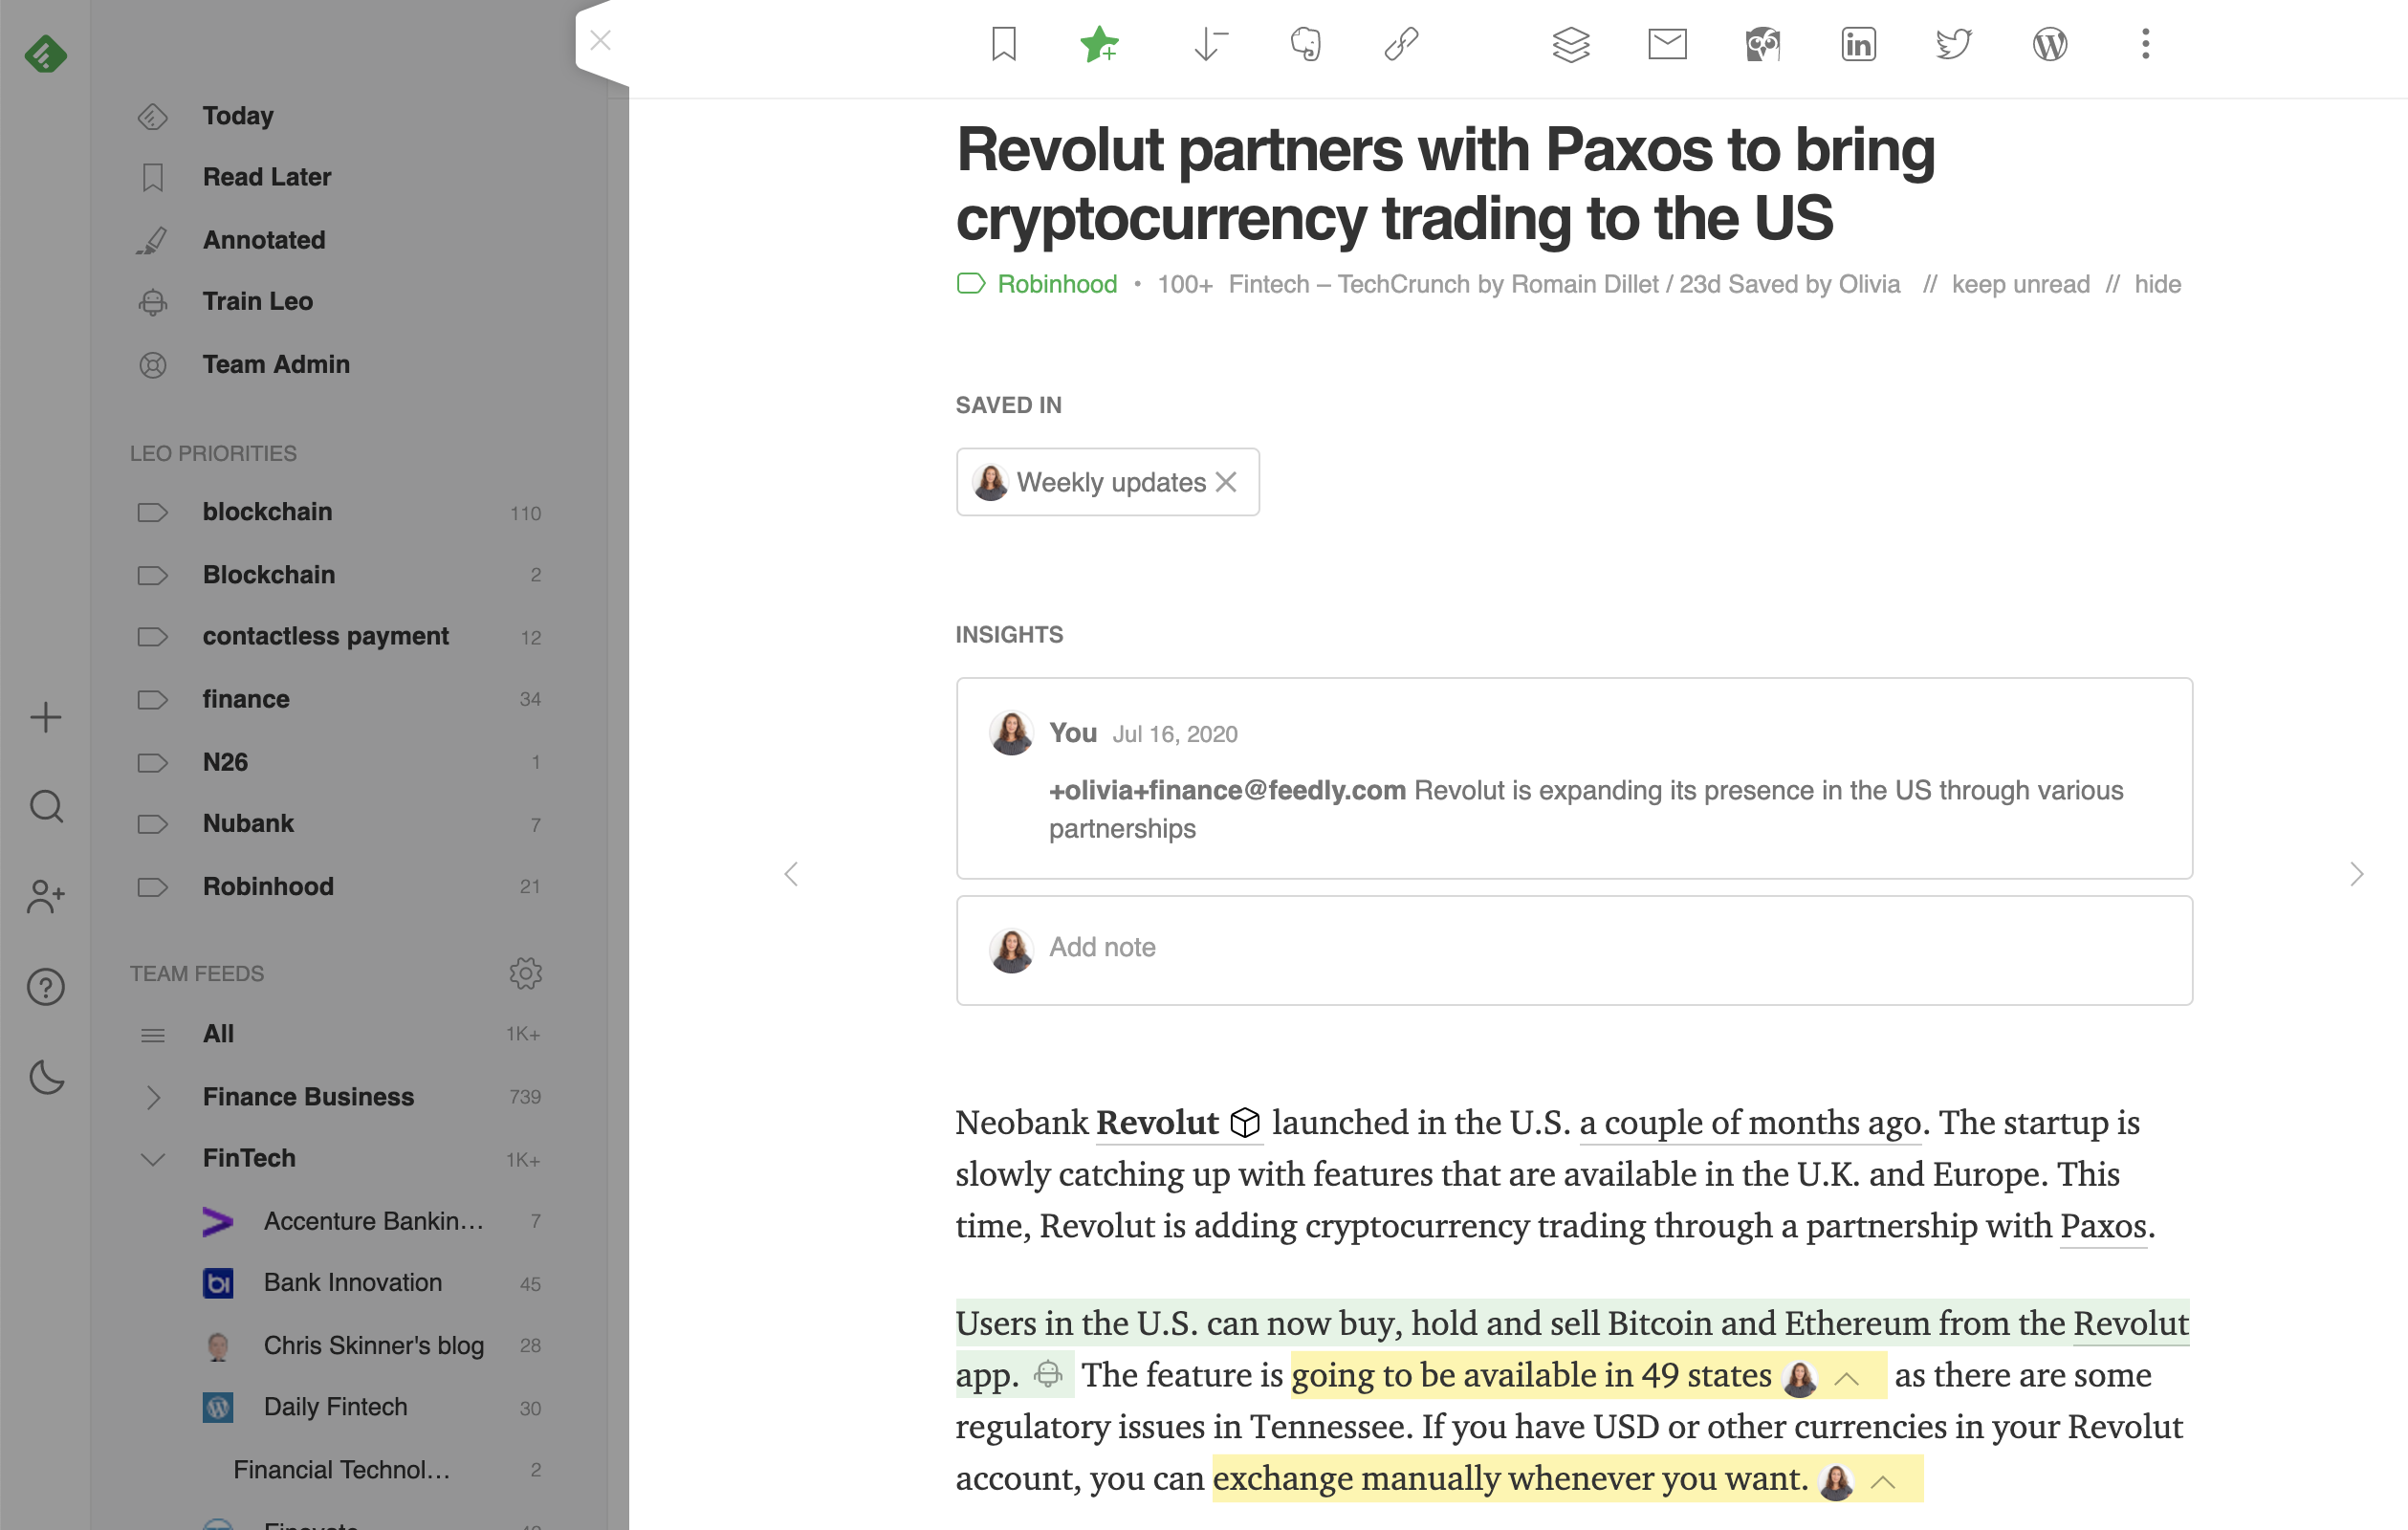 Today
Read Later
Annotated
Train Leo
Team Admin
LEO PRIORITIES
blockchain 110
Blockchain 2
contactless payment 12
finance 34
N26 1
Nubank 7
Robinhood 21
TEAM FEEDS
All 1K+
Finance Business 739
FinTech 1K+
Accenture Bankin... 7
Bank Innovation 45
Chris Skinner's blog 28
Daily Fintech 30
Financial Technol... 2
Revolut partners with Paxos to bring
cryptocurrency trading to the US
Robinhood • 100+ Fintech – TechCrunch by Romain Dillet / 23d Saved by Olivia // keep unread // hide
SAVED IN
Weekly updates
INSIGHTS
You Jul 16, 2020
+olivia+finance@feedly.com Revolut is expanding its presence in the US through various
partnerships
Add note
Neobank Revolut launched in the U.S. a couple of months ago. The startup is
slowly catching up with features that are available in the U.K. and Europe. This
time, Revolut is adding cryptocurrency trading through a partnership with Paxos.
Users in the U.S. can now buy, hold and sell Bitcoin and Ethereum from the Revolut
app. The feature is going to be available in 49 states as there are some
regulatory issues in Tennessee. If you have USD or other currencies in your Revolut
account, you can exchange manually whenever you want.